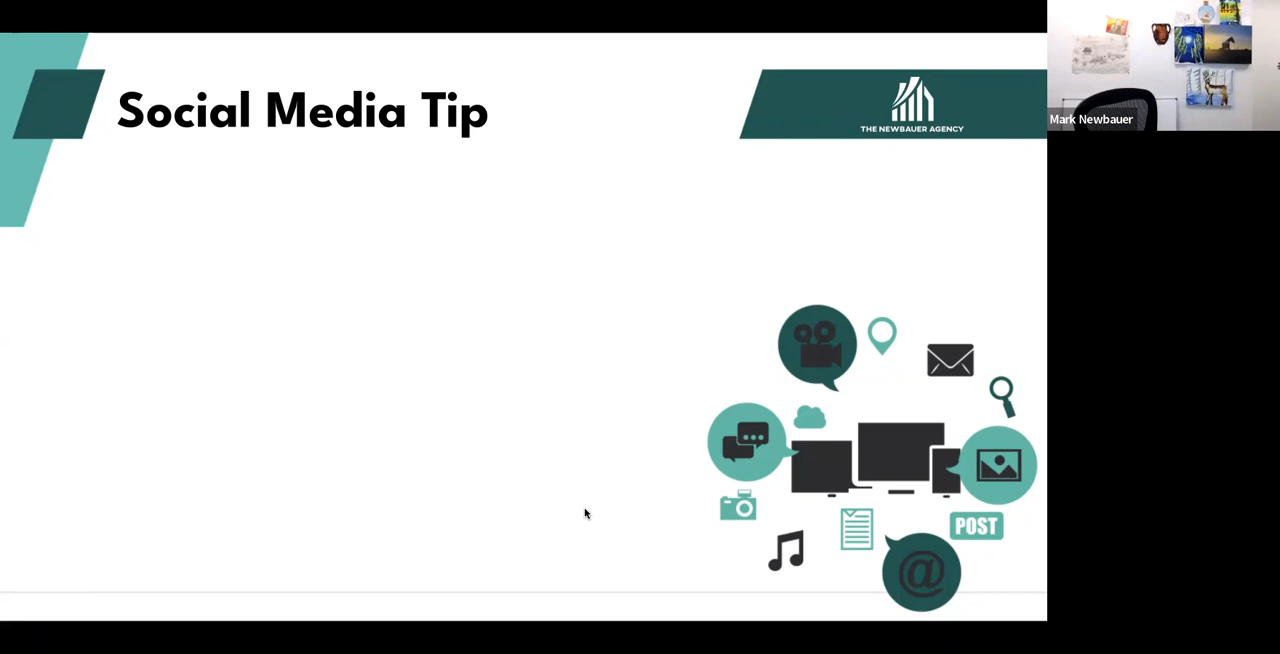 Social Media Tip
THE NEWBAUER AGENCY
Mark Newbauer
POST
@